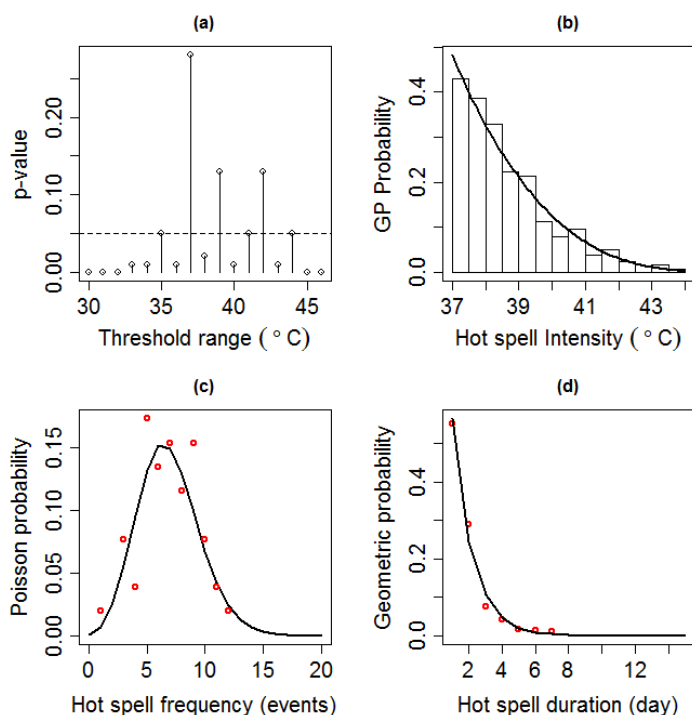 (a)
p-value
0.00 0.10 0.20
30 35 40 45
Threshold range ( ° C)
(b)
GP Probability
0.0 0.2 0.4
37 39 41 43
Hot spell Intensity ( ° C)
(c)
Poisson probability
0.00 0.05 0.10 0.15
0 5 10 15 20
Hot spell frequency (events)
(d)
Geometric probability
0.0 0.2 0.4
2 4 6 8 12
Hot spell duration (day)